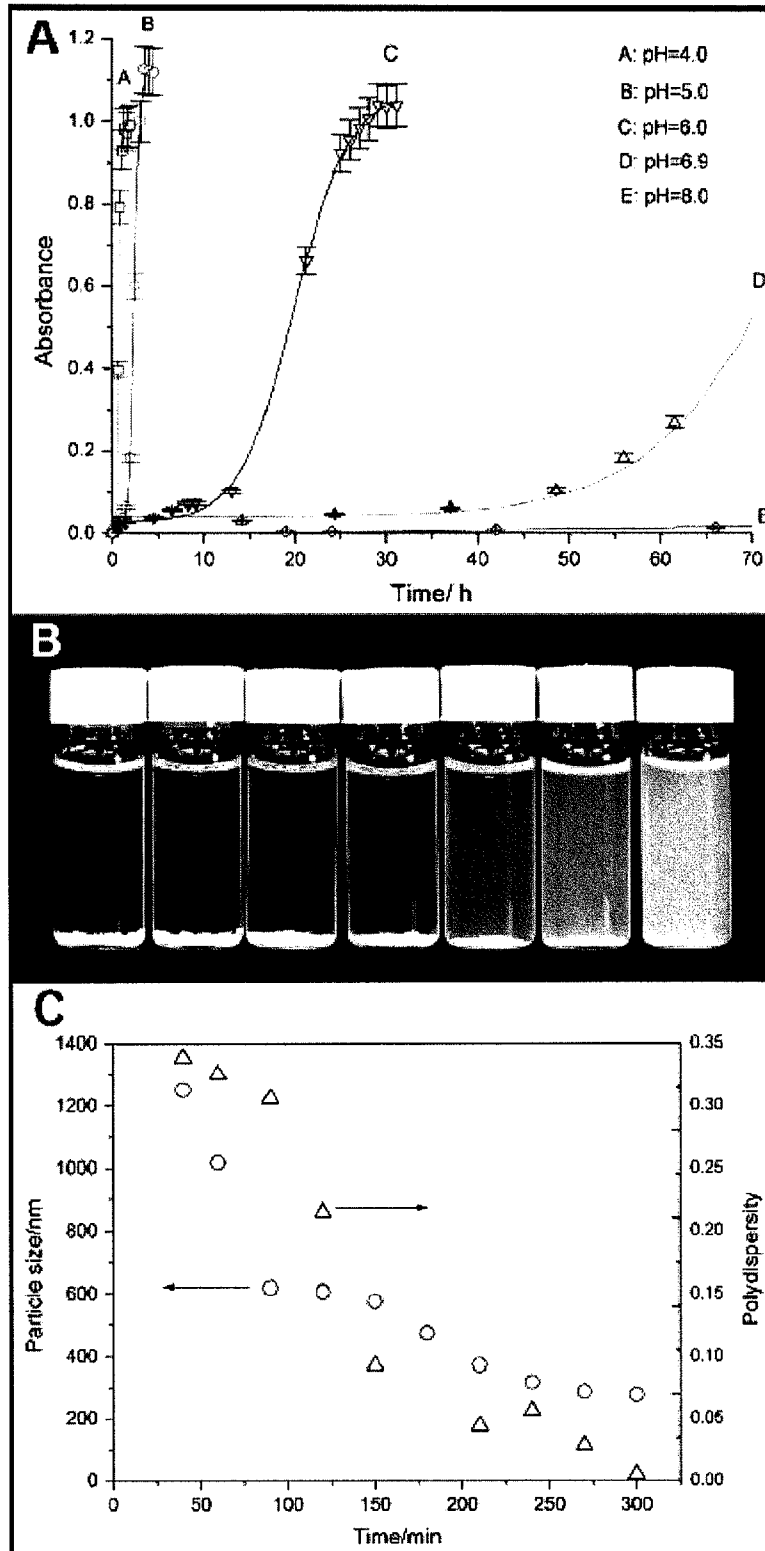 A
A
B
C
A: pH=4.0
B: pH=5.0
C: pH=6.0
D: pH=6.9
E: pH=8.0
D
E
Absorbance
1.2
1.0
0.8
0.6
0.4
0.2
0.0
0 10 20 30 40 50 60 70
Time/ h
B
C
Particle size/nm
1400
1200
1000
800
600
400
200
0
0.35
0.30
0.25
0.20
0.15
0.10
0.05
0.00
Polydispersity
0 50 100 150 200 250 300
Time/min